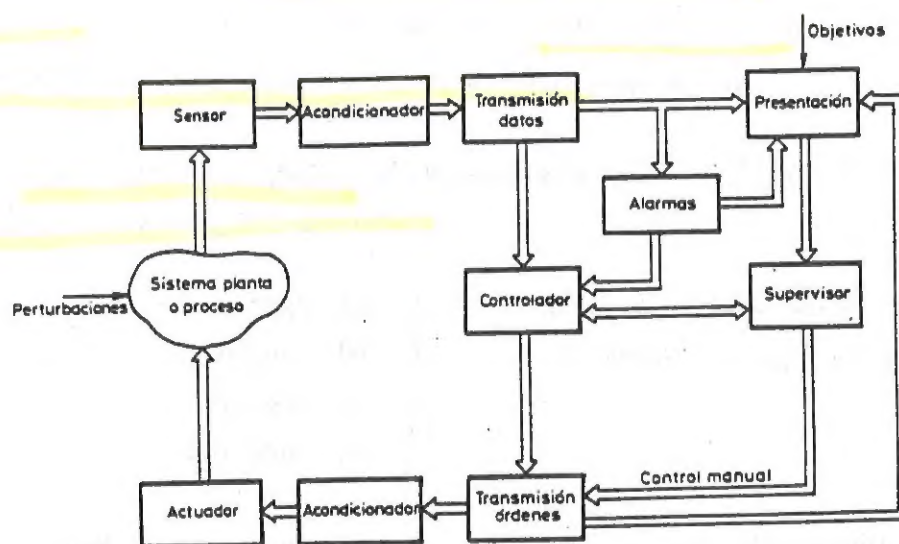 Objetivos
Sensor
Acondicionador
Transmisión
datos
Presentación
Alarmas
Sistema planta
o proceso
Perturbaciones
Controlador
Supervisor
Control manual
Actuador
Acondicionador
Transmisión
órdenes